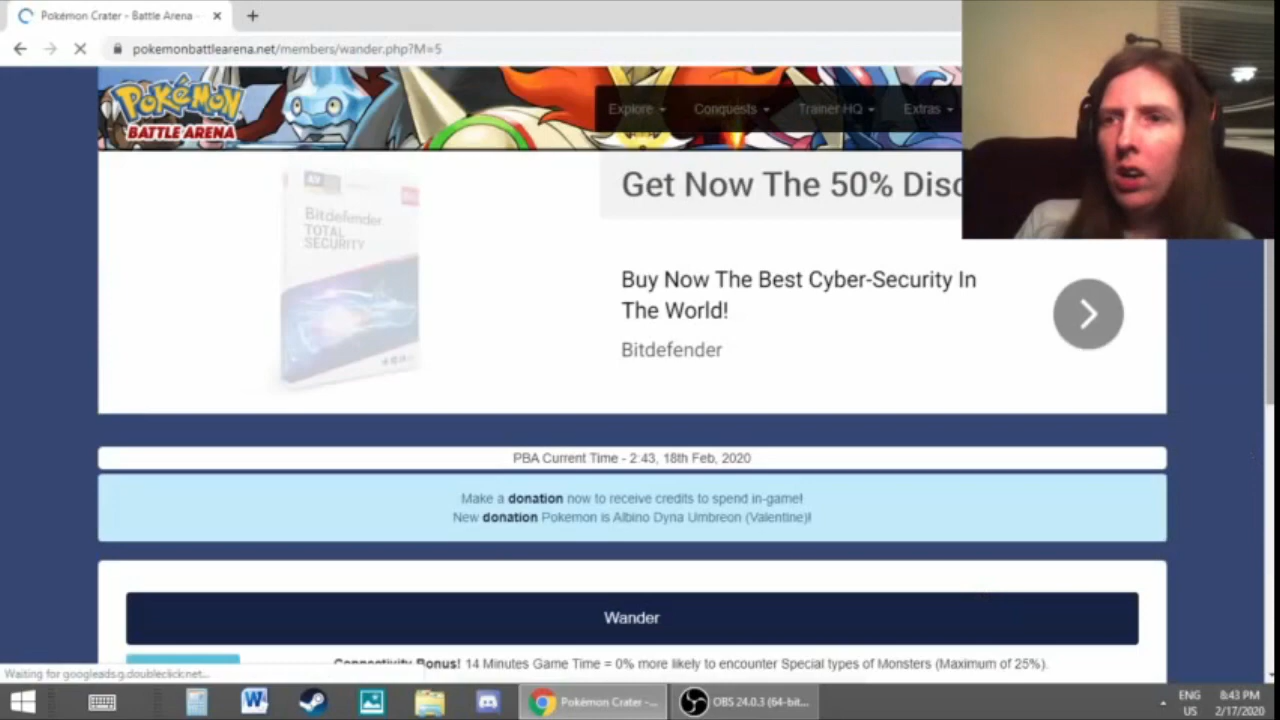 Pokémon Crater - Battle Arena -
pokemonbattlearena.net/members/wander.php?M=5
POKéMON
BATTLE ARENA
Explore
Conquests
Trainer HQ
Extras
Bitdefender
TOTAL
SECURITY
Get Now The 50% Disc
Buy Now The Best Cyber-Security In
The World!
Bitdefender
PBA Current Time - 2:43, 18th Feb, 2020
Make a donation now to receive credits to spend in-game!
New donation Pokemon is Albino Dyna Umbreon (Valentine)!
Wander
Connectivity Bonus! 14 Minutes Game Time = 0% more likely to encounter Special types of Monsters (Maximum of 25%).
Waiting for googleads.g.doubleclick.net...
Pokémon Crater -...
OBS 24.0.3 (64-bit...
ENG
US
8:43 PM
2/17/2020